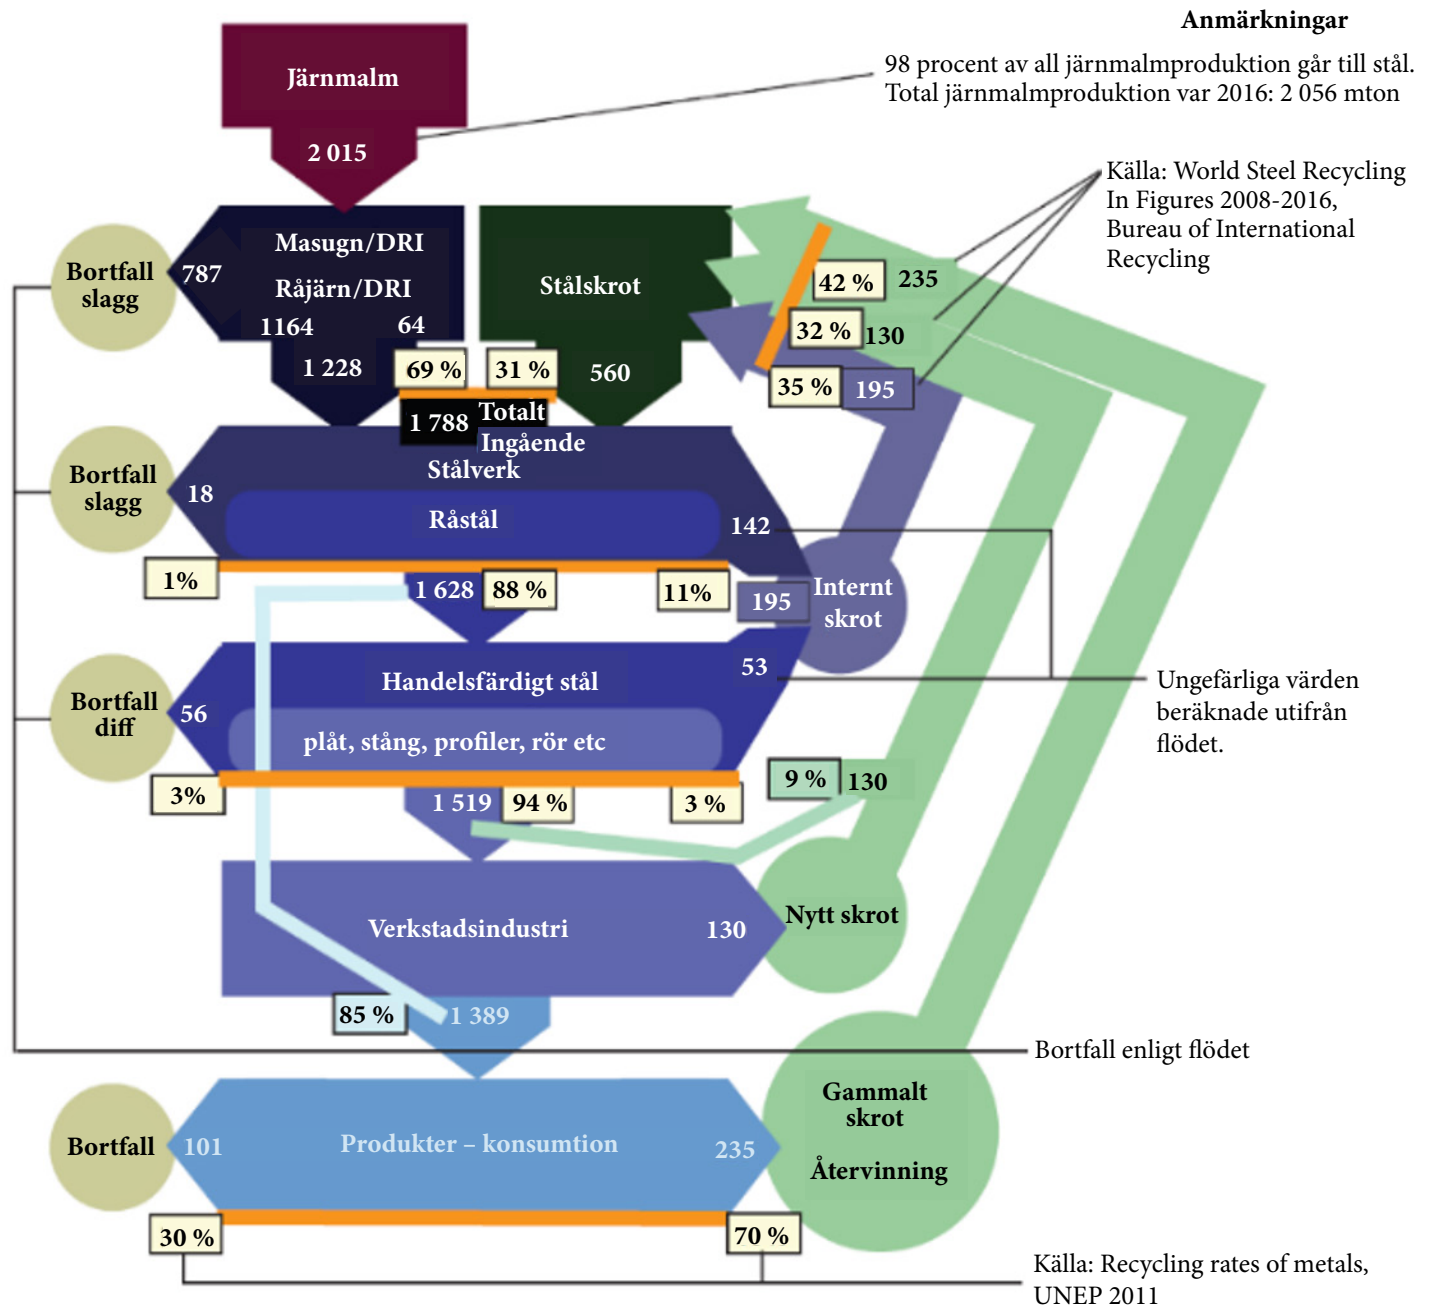 Anmärkningar
98 procent av all järnmalmproduktion går till stål.
Total järnmalmproduktion var 2016: 2 056 mton
Järnmalm
2 015
Källa: World Steel Recycling
In Figures 2008-2016,
Bureau of International
Recycling
Bortfall
slagg
787
Masugn/DRI
Råjärn/DRI
1164
64
1 228
Stålskrot
560
42 %
235
32 %
130
35 %
195
69 %
31 %
1 788
Totalt
Ingående
Stålverk
Bortfall
slagg
18
Råstål
142
1%
1 628
88 %
11%
195
Internt
skrot
Handelsfärdigt stål
53
Bortfall
diff
56
plåt, stång, profiler, rör etc
Ungefärliga värden
beräknade utifrån
flödet.
3%
1 519
94 %
3 %
9 %
130
Verkstadsindustri
130
Nytt skrot
85 %
1 389
Bortfall enligt flödet
Bortfall
101
Produkter – konsumtion
235
Gammalt
skrot
Återvinning
30 %
70 %
Källa: Recycling rates of metals,
UNEP 2011